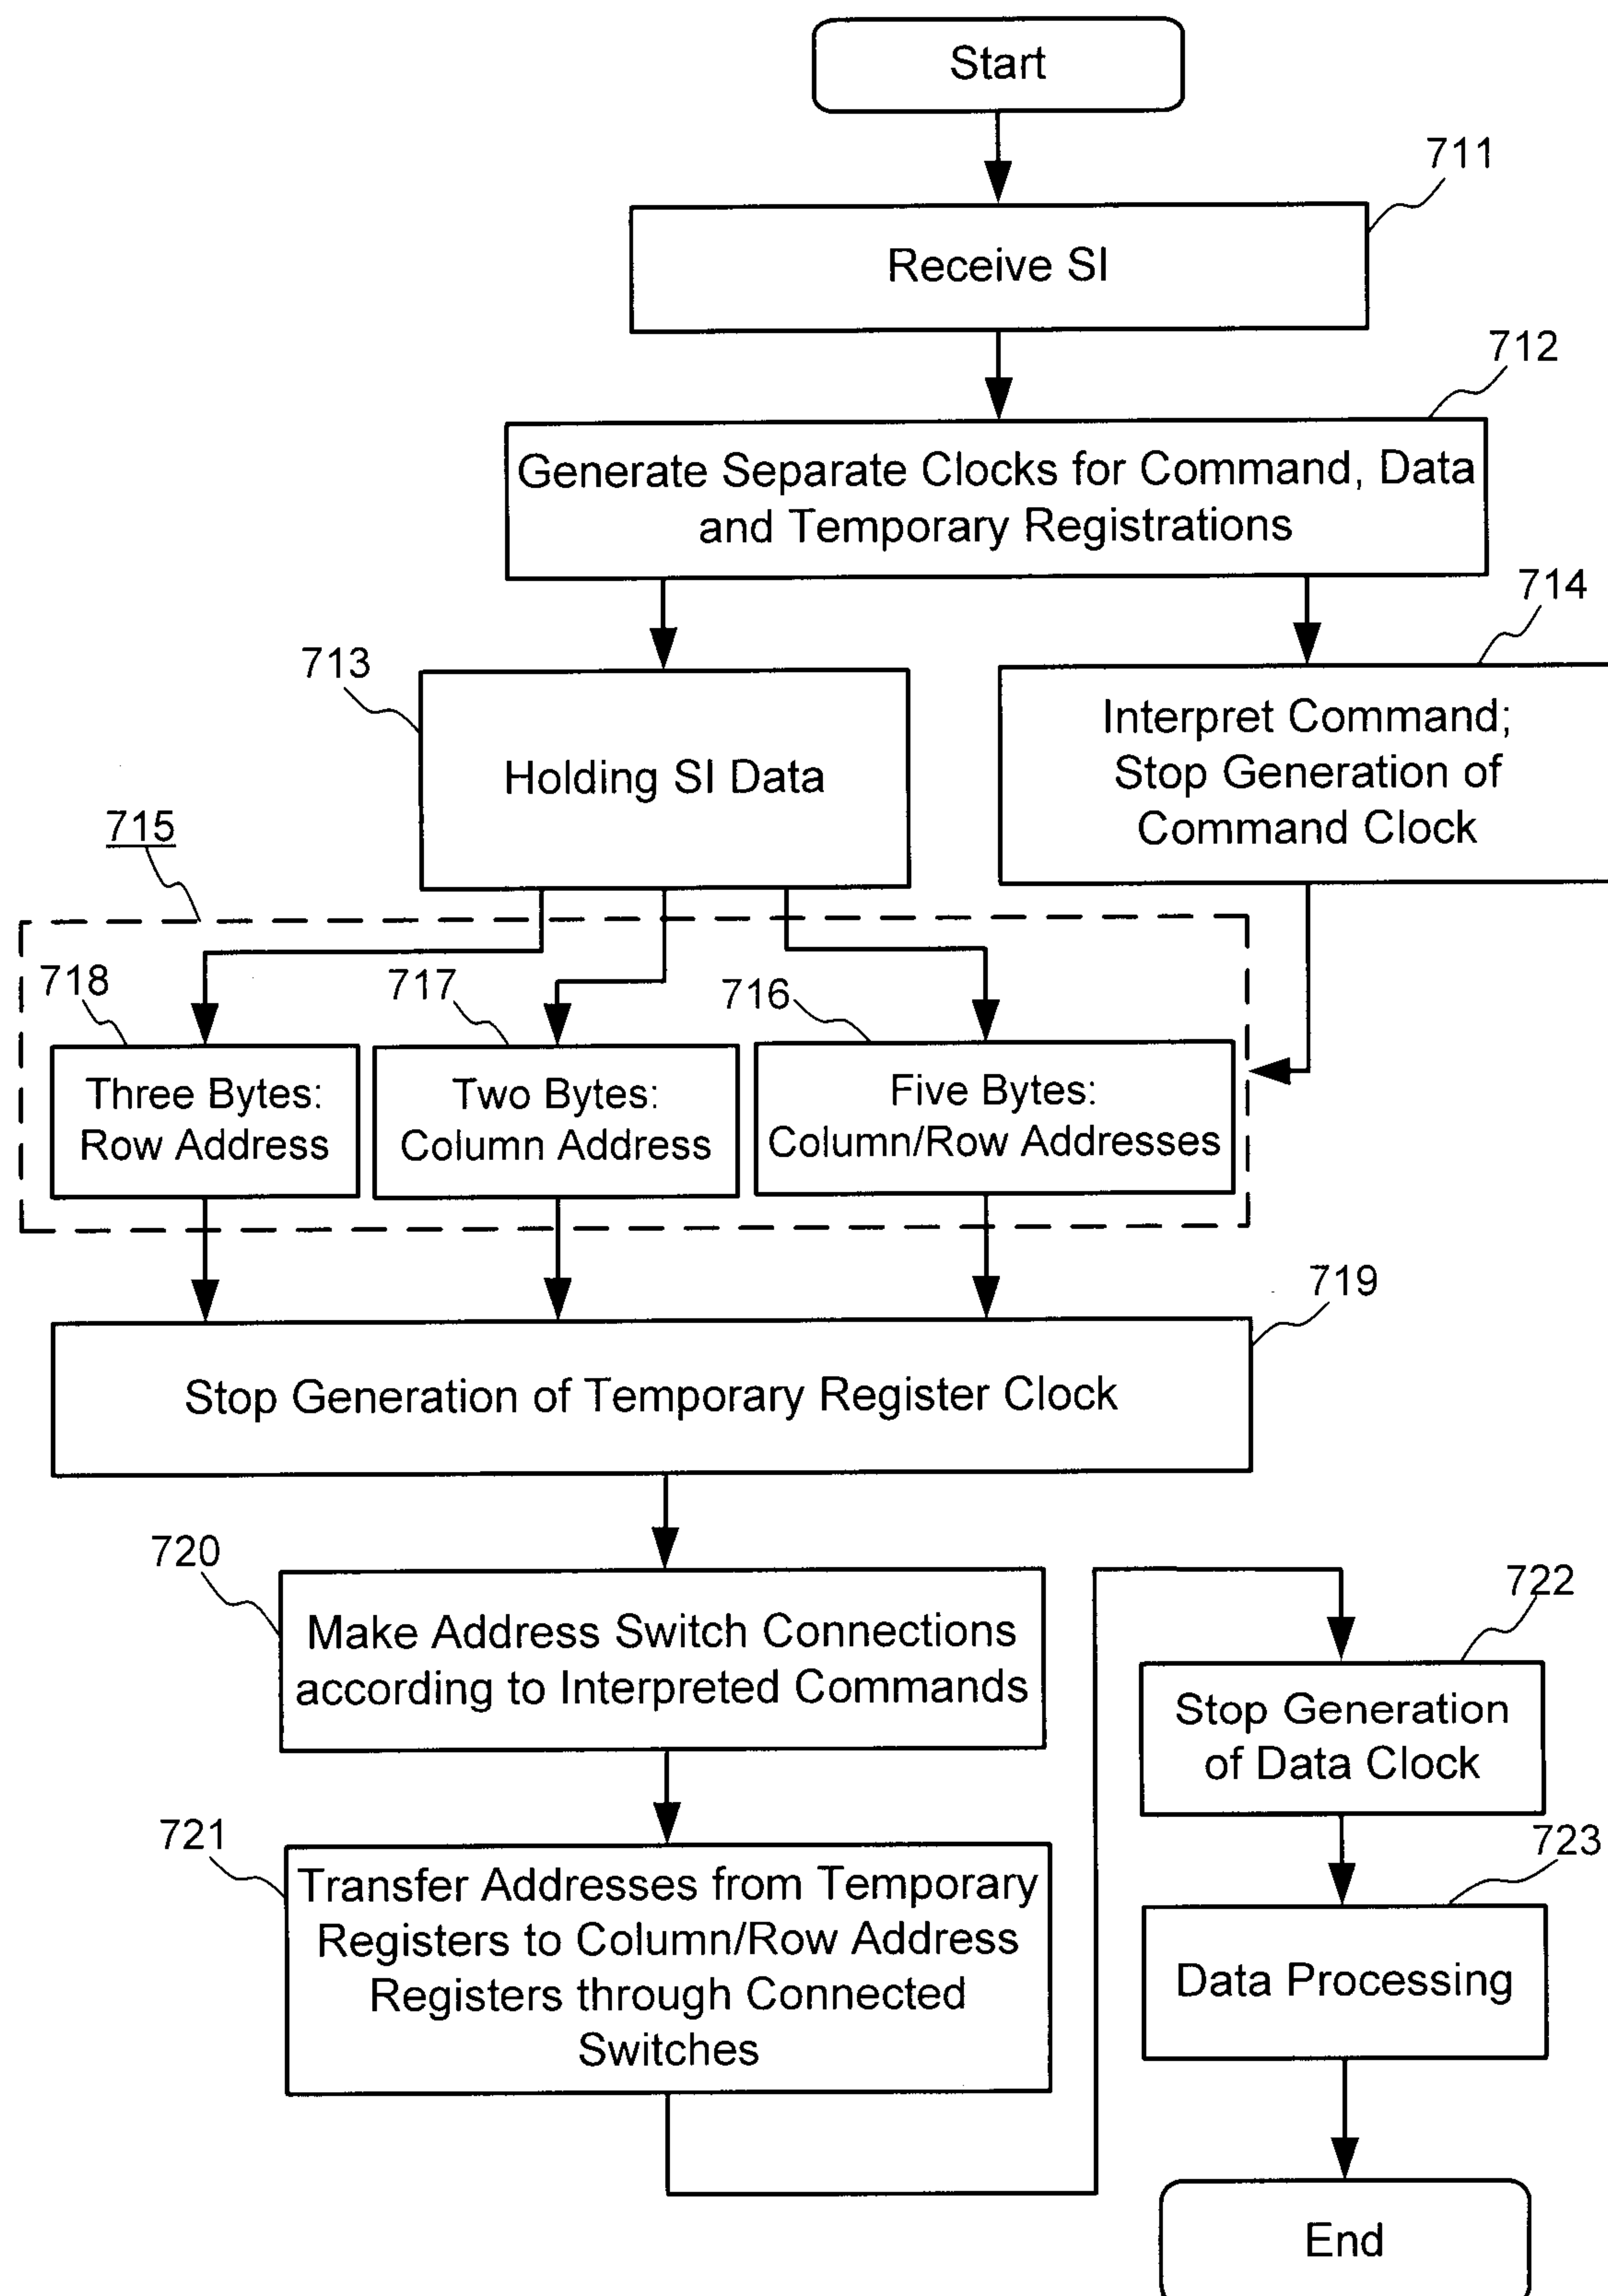 Start
711
Receive SI
712
Generate Separate Clocks for Command, Data
and Temporary Registrations
714
713
Interpret Command;
Stop Generation of
Command Clock
Holding SI Data
715
718
717
716
Three Bytes:
Row Address
Two Bytes:
Column Address
Five Bytes:
Column/Row Addresses
719
Stop Generation of Temporary Register Clock
720
Make Address Switch Connections
according to Interpreted Commands
722
Stop Generation
of Data Clock
721
Transfer Addresses from Temporary
Registers to Column/Row Address
Registers through Connected
Switches
723
Data Processing
End